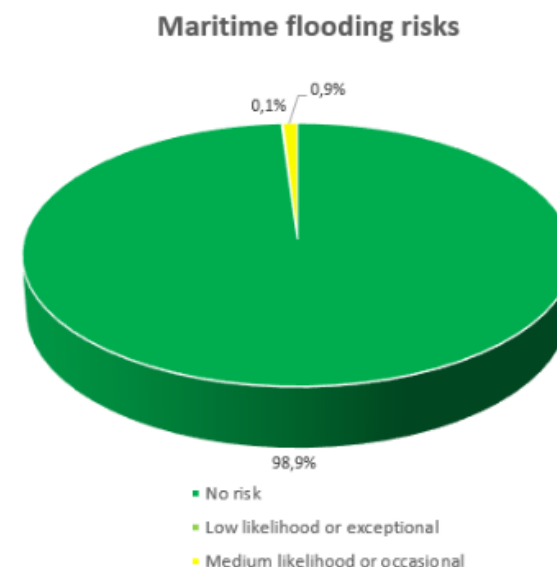 Maritime flooding risks
0,9%
0,1%
98,9%
No risk
Low likelihood or exceptional
Medium likelihood or occasional